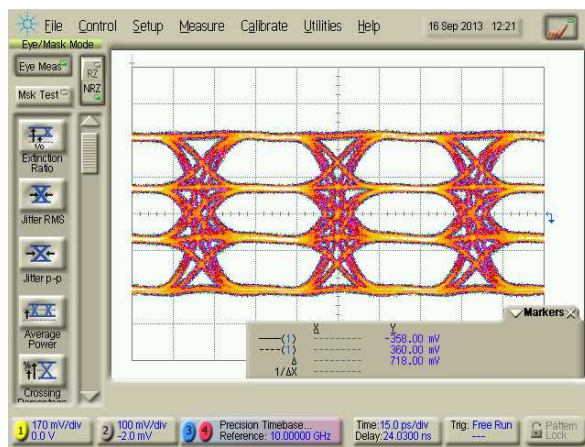 File Control Setup Measure Calibrate Utilities Help 16 Sep 2013 12:21
Eye/Mask Mode
Eye Meas
Msk Test
RZ
NRZ
Extinction
Ratio
Jitter RMS
Jitter p-p
Average
Power
Crossing
Percentage
Markers
X Y
(1) --------- -358.00 mV
----(1) --------- 360.00 mV
Δ --------- 718.00 mV
1/ΔX ---------
1 170 mV/div
0.0 V
2 100 mV/div
-2.0 mV
3 4 Precision Timebase...
Reference: 10.00000 GHz
Time:15.0 ps/div
Delay:24.0300 ns
Trig: Free Run
---
Pattern
Lock